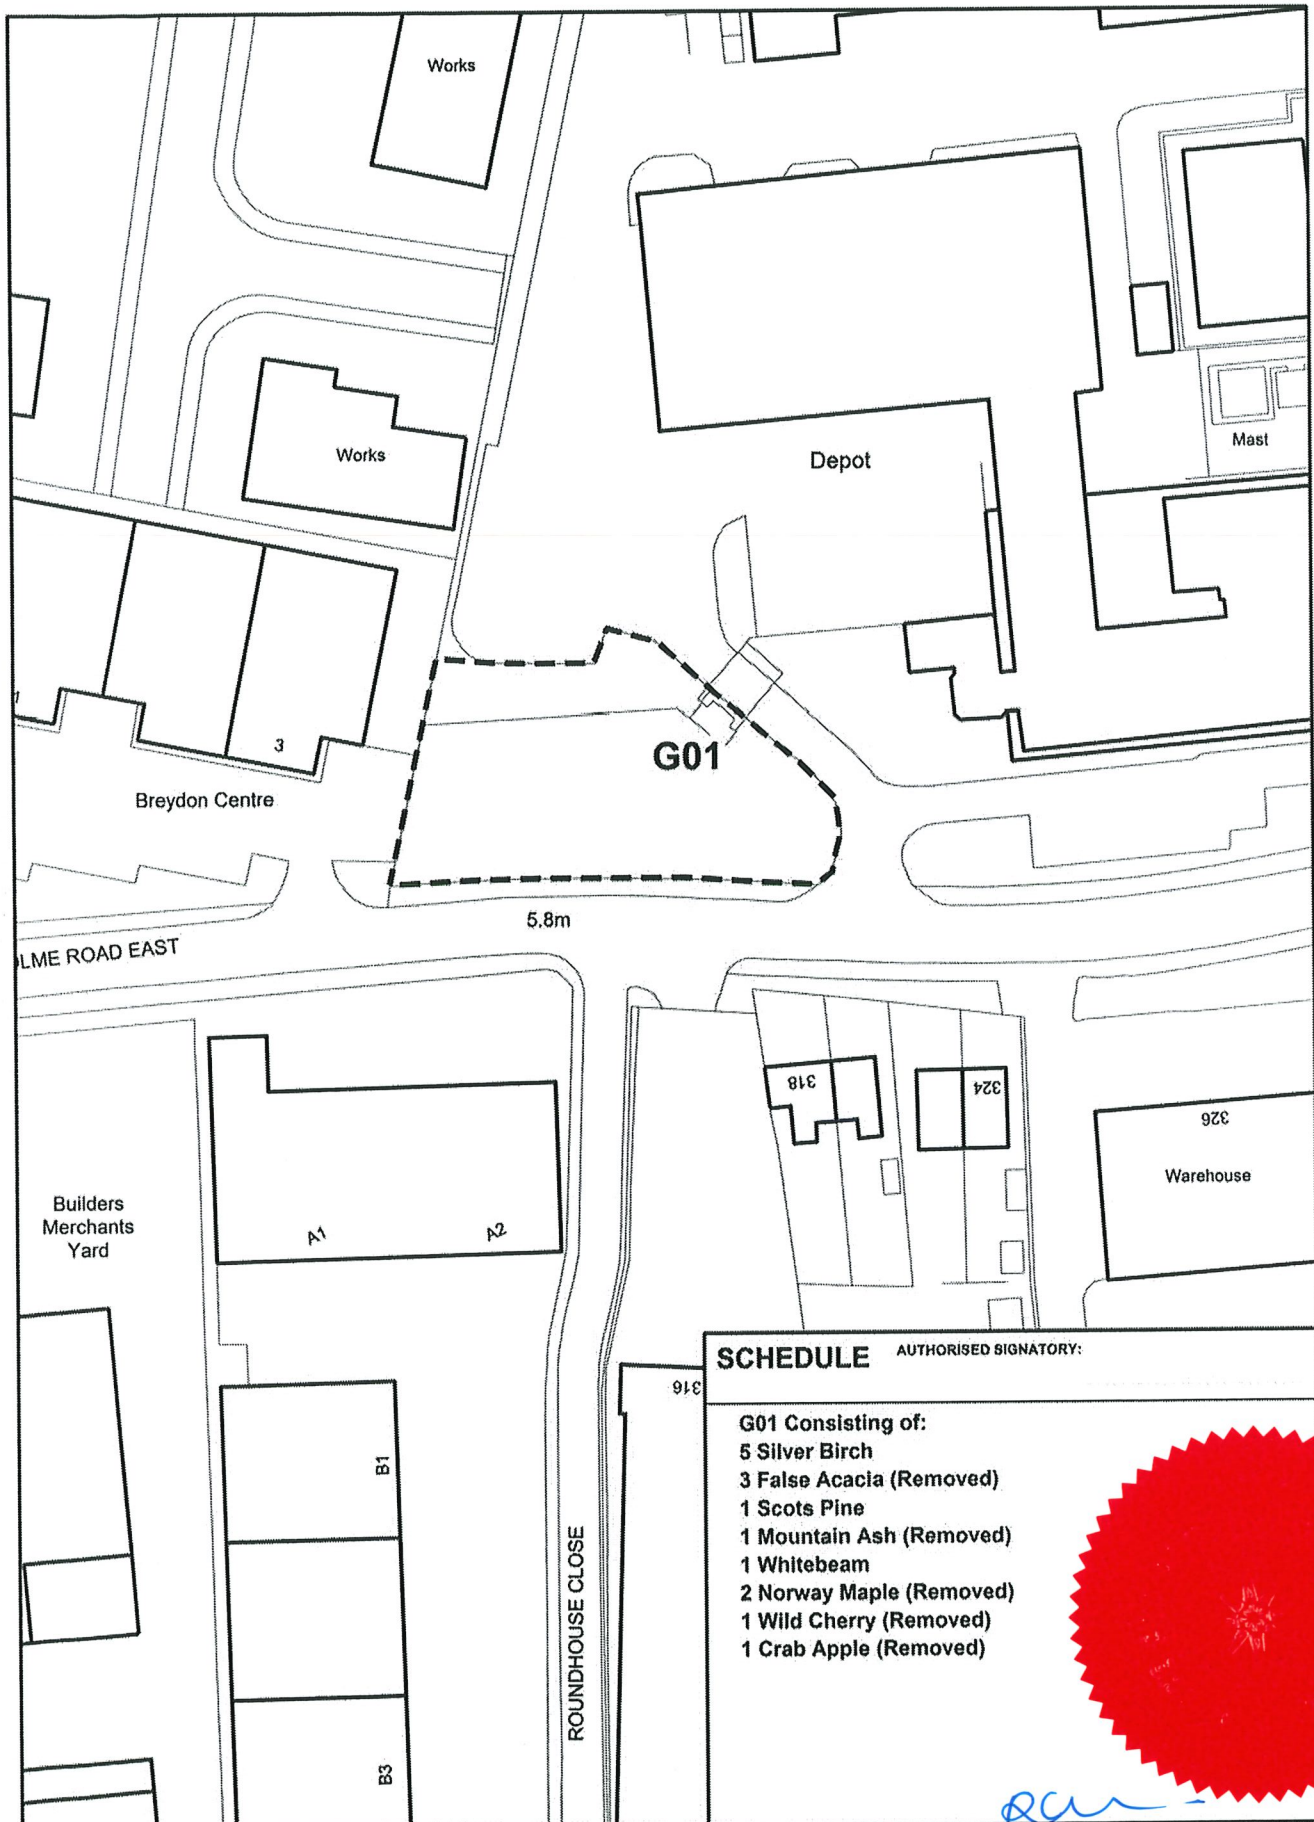 Works
Works
Depot
Mast
3
G01
Breydon Centre
5.8m
LME ROAD EAST
318
324
326
Warehouse
Builders
Merchants
Yard
A1
A2
316
B1
B3
ROUNDHOUSE CLOSE
SCHEDULE
AUTHORISED SIGNATORY:
G01 Consisting of:
5 Silver Birch
3 False Acacia (Removed)
1 Scots Pine
1 Mountain Ash (Removed)
1 Whitebeam
2 Norway Maple (Removed)
1 Wild Cherry (Removed)
1 Crab Apple (Removed)